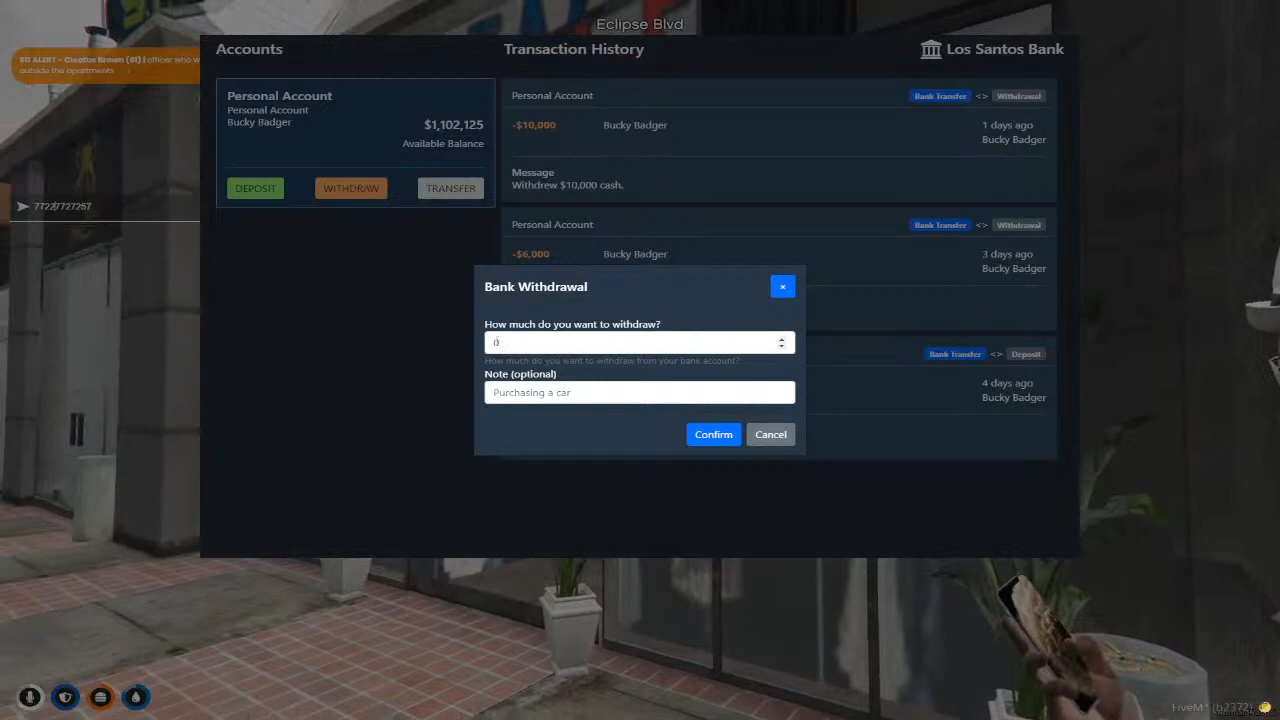 Eclipse Blvd
Accounts
Transaction History
Los Santos Bank
911 ALERT - Cleatus Brown (61) | officer who w
outside the apartments
Personal Account
Personal Account
Bucky Badger
$1,102,125
Available Balance
DEPOSIT
WITHDRAW
TRANSFER
Personal Account
Bank Transfer <> Withdrawal
-$10,000
Bucky Badger
1 days ago
Bucky Badger
Message
Withdrew $10,000 cash.
77227727257
Personal Account
Bank Transfer <> Withdrawal
-$6,000
Bucky Badger
3 days ago
Bucky Badger
Bank Withdrawal
×
How much do you want to withdraw?
0
How much do you want to withdraw from your bank account?
Note (optional)
Purchasing a car
Confirm
Cancel
Bank Transfer <> Deposit
4 days ago
Bucky Badger